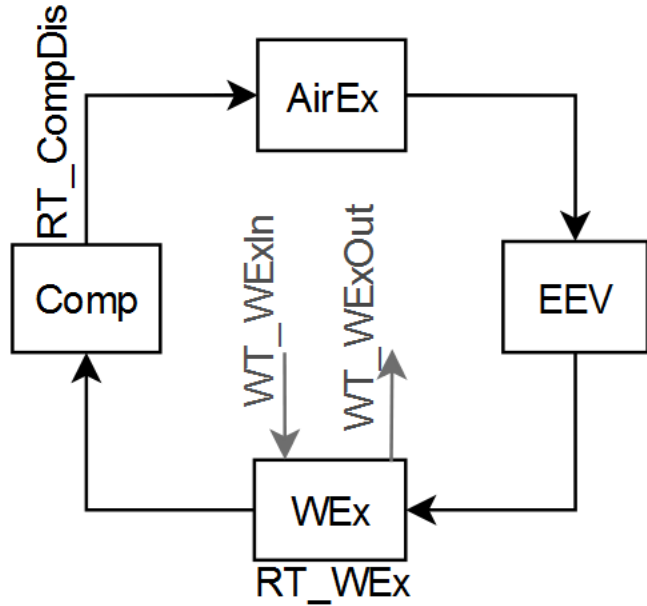 RT_CompDis
AirEx
Comp
WT_WExIn
WT_WExOut
EEV
WEx
RT_WEx